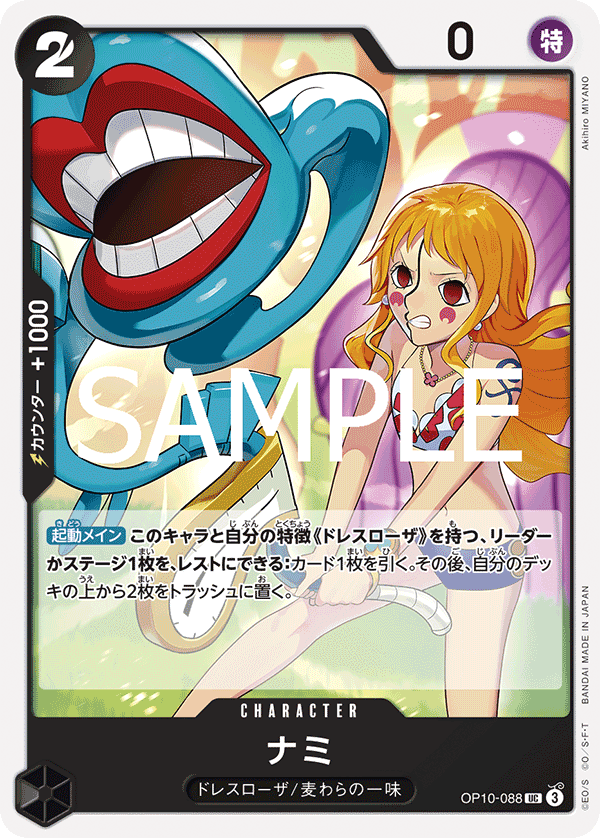 2
0
特
Akihiro MIYANO
カウンター +1000
SAMPLE
起動メイン このキャラと自分の特徴《ドレスローザ》を持つ、リーダー
かステージ1枚を、レストにできる:カード1枚を引く。その後、自分のデッ
キの上から2枚をトラッシュに置く。
CHARACTER
ナミ
ドレスローザ/麦わらの一味
OP10-088 UC 3
©E.O/S ©O/S・F・T BANDAI MADE IN JAPAN